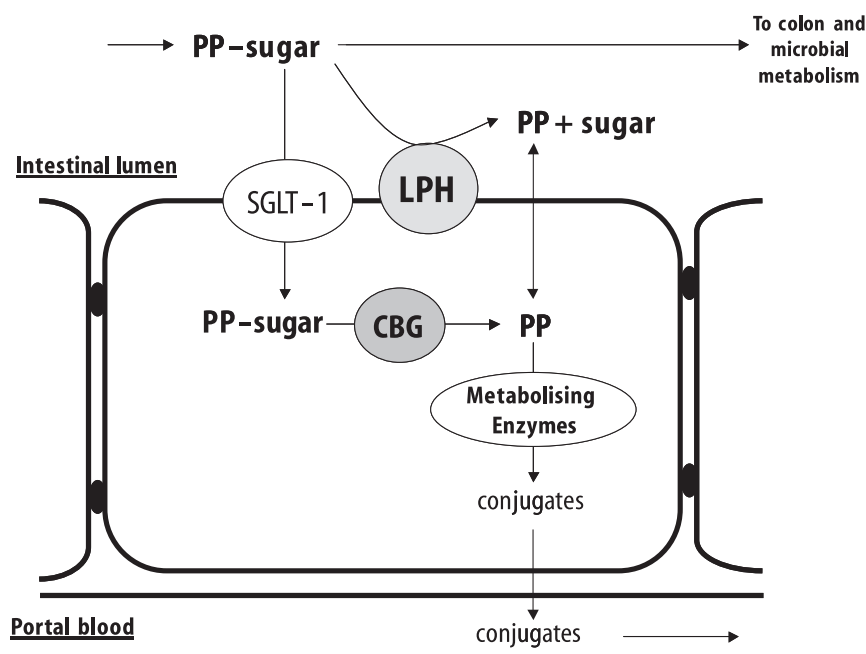 To colon and
microbial
metabolism
PP–sugar
PP + sugar
Intestinal lumen
SGLT–1
LPH
PP–sugar
CBG
PP
Metabolising
Enzymes
conjugates
Portal blood
conjugates